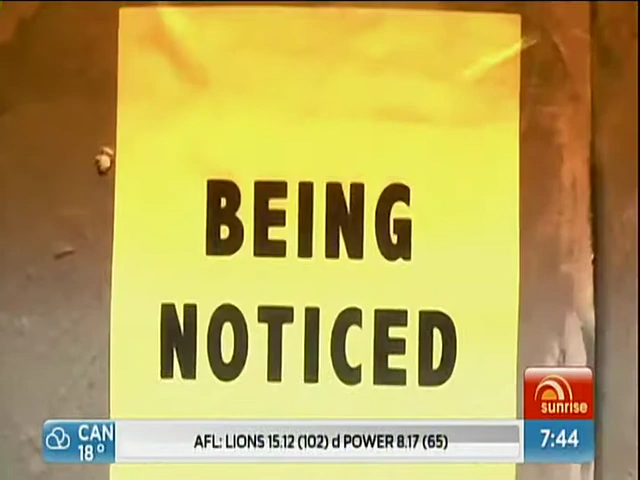 BEING
NOTICED
sunrise
CAN
18°
AFL: LIONS 15.12 (102) d POWER 8.17 (65)
7:44